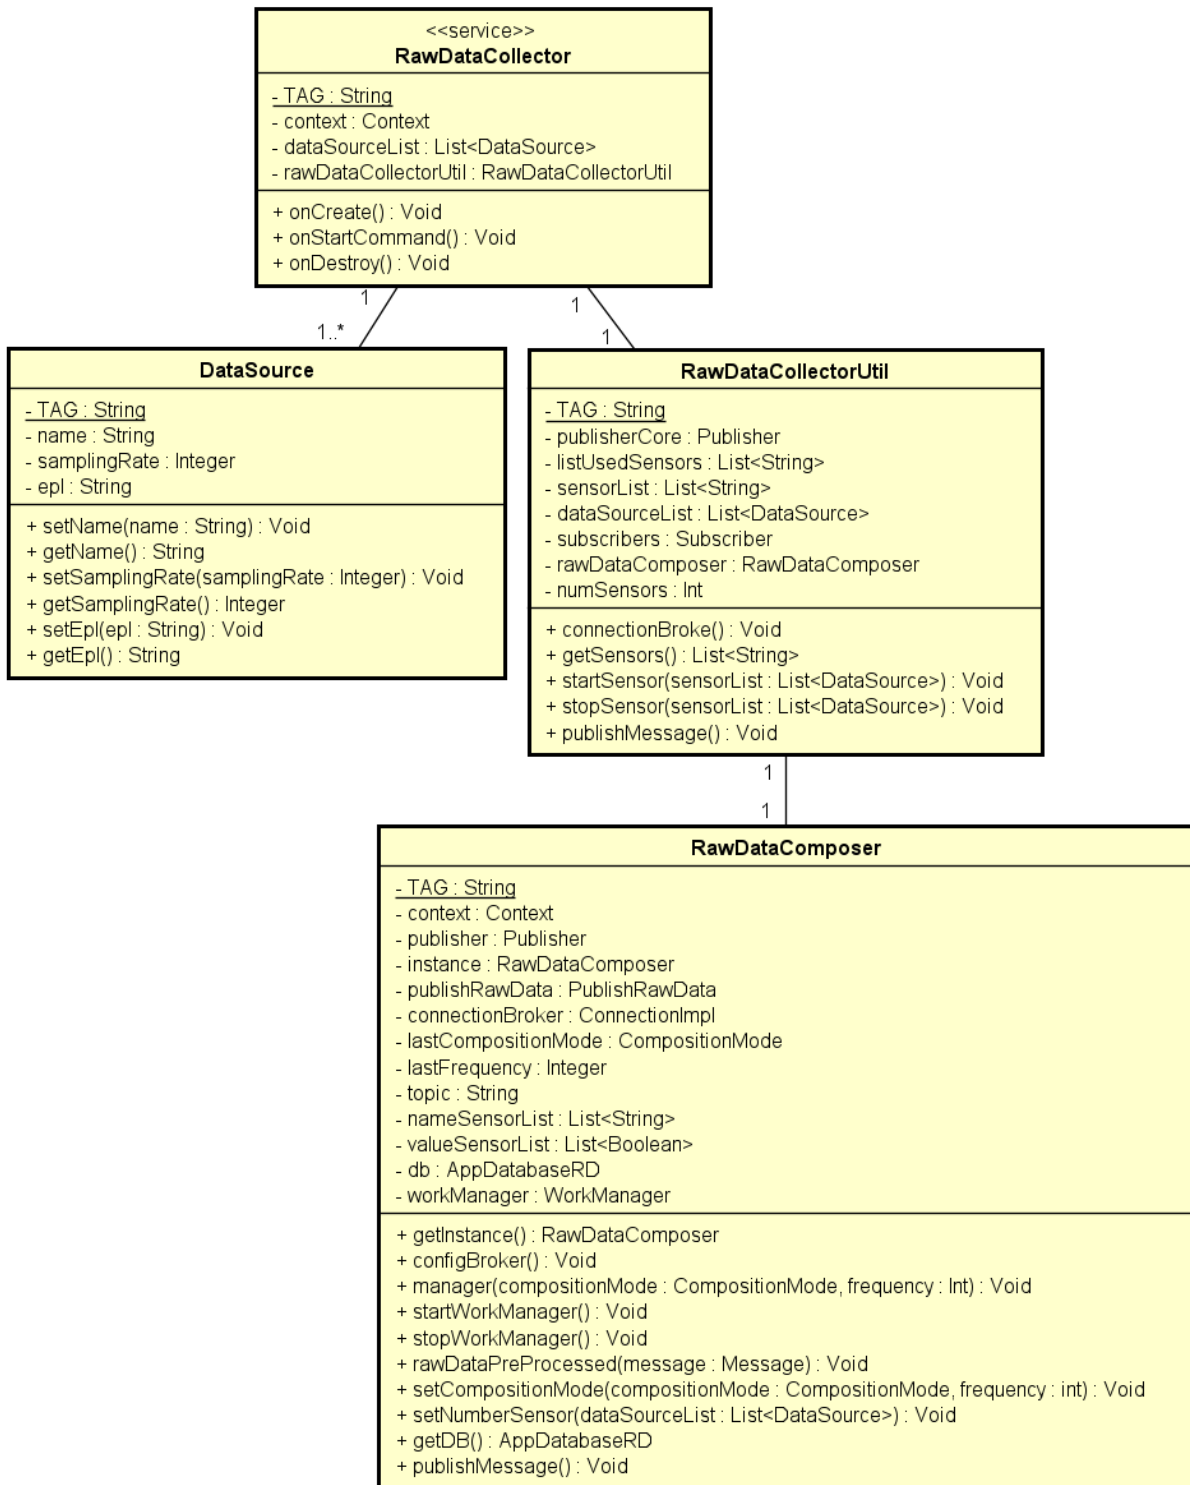 <<service>>
RawDataCollector
- TAG : String
- context : Context
- dataSourceList : List<DataSource>
- rawDataCollectorUtil : RawDataCollectorUtil
+ onCreate() : Void
+ onStartCommand() : Void
+ onDestroy() : Void
1
1..*
1
1
DataSource
- TAG : String
- name : String
- samplingRate : Integer
- epl : String
+ setName(name : String) : Void
+ getName() : String
+ setSamplingRate(samplingRate : Integer) : Void
+ getSamplingRate() : Integer
+ setEpl(epl : String) : Void
+ getEpl() : String
RawDataCollectorUtil
- TAG : String
- publisherCore : Publisher
- listUsedSensors : List<String>
- sensorList : List<String>
- dataSourceList : List<DataSource>
- subscribers : Subscriber
- rawDataComposer : RawDataComposer
- numSensors : Int
+ connectionBroke() : Void
+ getSensors() : List<String>
+ startSensor(sensorList : List<DataSource>) : Void
+ stopSensor(sensorList : List<DataSource>) : Void
+ publishMessage() : Void
1
1
RawDataComposer
- TAG : String
- context : Context
- publisher : Publisher
- instance : RawDataComposer
- publishRawData : PublishRawData
- connectionBroker : ConnectionImpl
- lastCompositionMode : CompositionMode
- lastFrequency : Integer
- topic : String
- nameSensorList : List<String>
- valueSensorList : List<Boolean>
- db : AppDatabaseRD
- workManager : WorkManager
+ getInstance() : RawDataComposer
+ configBroker() : Void
+ manager(compositionMode : CompositionMode, frequency : Int) : Void
+ startWorkManager() : Void
+ stopWorkManager() : Void
+ rawDataPreProcessed(message : Message) : Void
+ setCompositionMode(compositionMode : CompositionMode, frequency : int) : Void
+ setNumberSensor(dataSourceList : List<DataSource>) : Void
+ getDB() : AppDatabaseRD
+ publishMessage() : Void